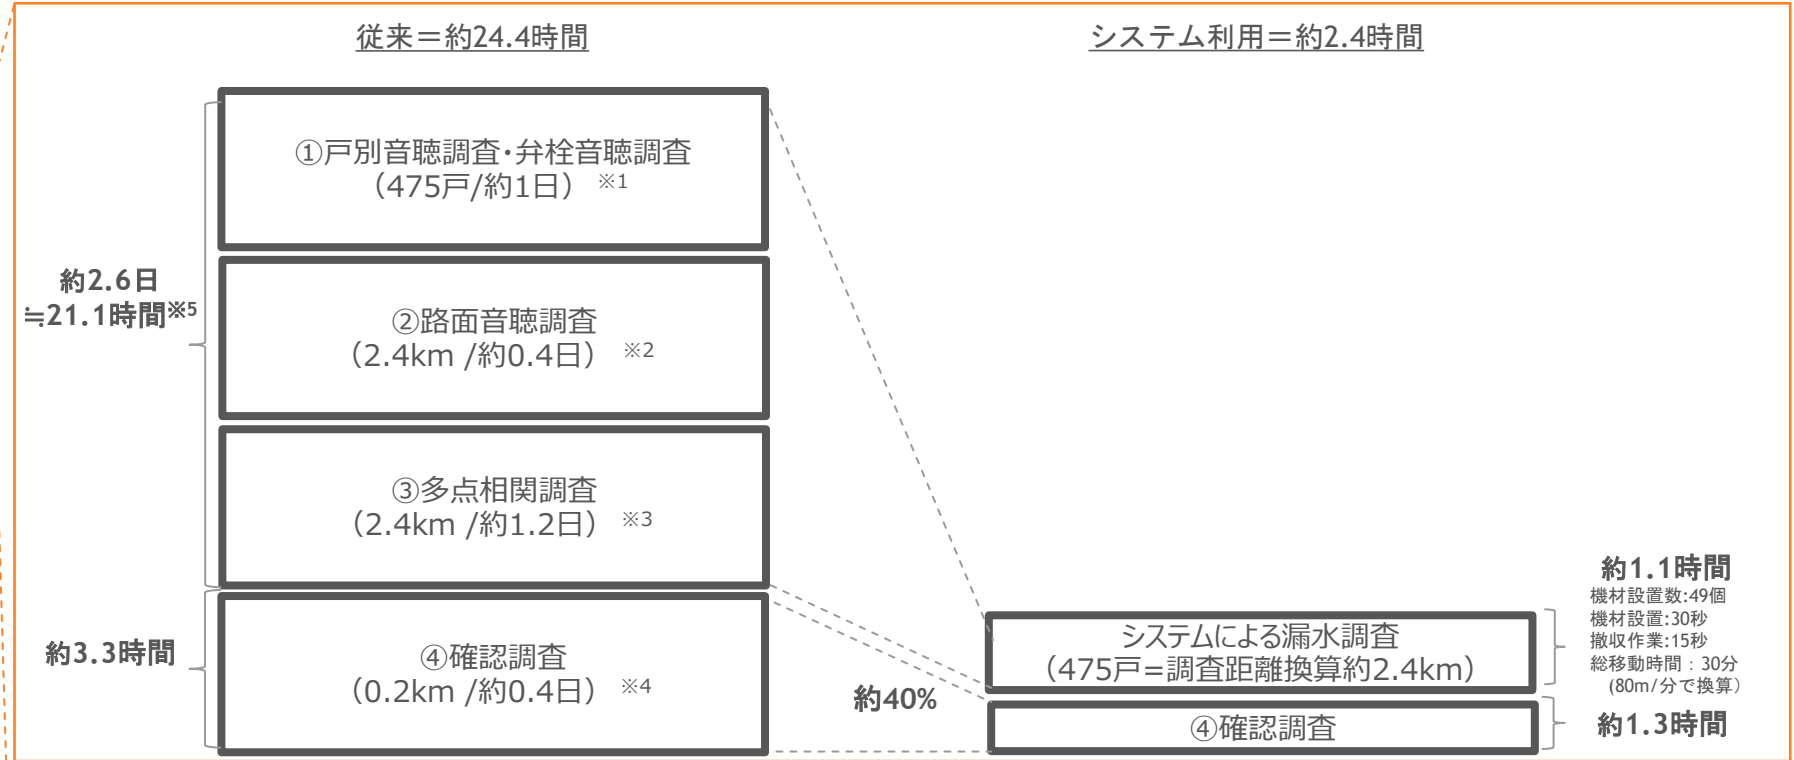 従来＝約24.4時間
システム利用＝約2.4時間
①戸別音聴調査・弁栓音聴調査
（475戸/約1日） ※1
約2.6日
≒21.1時間※5
②路面音聴調査
（2.4km /約0.4日） ※2
③多点相関調査
（2.4km /約1.2日） ※3
約3.3時間
④確認調査
（0.2km /約0.4日） ※4
約40%
システムによる漏水調査
（475戸＝調査距離換算約2.4km）
④確認調査
約1.1時間
機材設置数:49個
機材設置:30秒
撤収作業:15秒
総移動時間：30分
(80m/分で換算）
約1.3時間